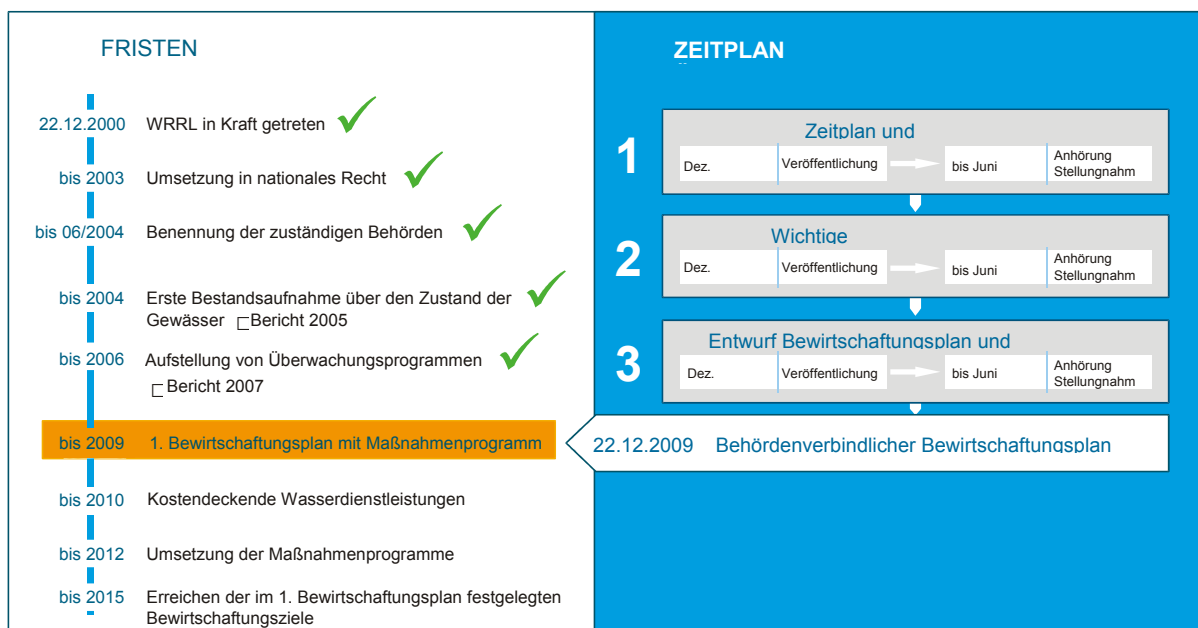 FRISTEN
22.12.2000 WRRL in Kraft getreten
bis 2003 Umsetzung in nationales Recht
bis 06/2004 Benennung der zuständigen Behörden
bis 2004 Erste Bestandsaufnahme über den Zustand der
Gewässer Bericht 2005
bis 2006 Aufstellung von Überwachungsprogrammen
Bericht 2007
bis 2009 1. Bewirtschaftungsplan mit Maßnahmenprogramm
bis 2010 Kostendeckende Wasserdienstleistungen
bis 2012 Umsetzung der Maßnahmenprogramme
bis 2015 Erreichen der im 1. Bewirtschaftungsplan festgelegten
Bewirtschaftungsziele
ZEITPLAN
1
Zeitplan und
Dez. Veröffentlichung bis Juni Anhörung
Stellungnahm
2
Wichtige
Dez. Veröffentlichung bis Juni Anhörung
Stellungnahm
3
Entwurf Bewirtschaftungsplan und
Dez. Veröffentlichung bis Juni Anhörung
Stellungnahm
22.12.2009 Behördenverbindlicher Bewirtschaftungsplan